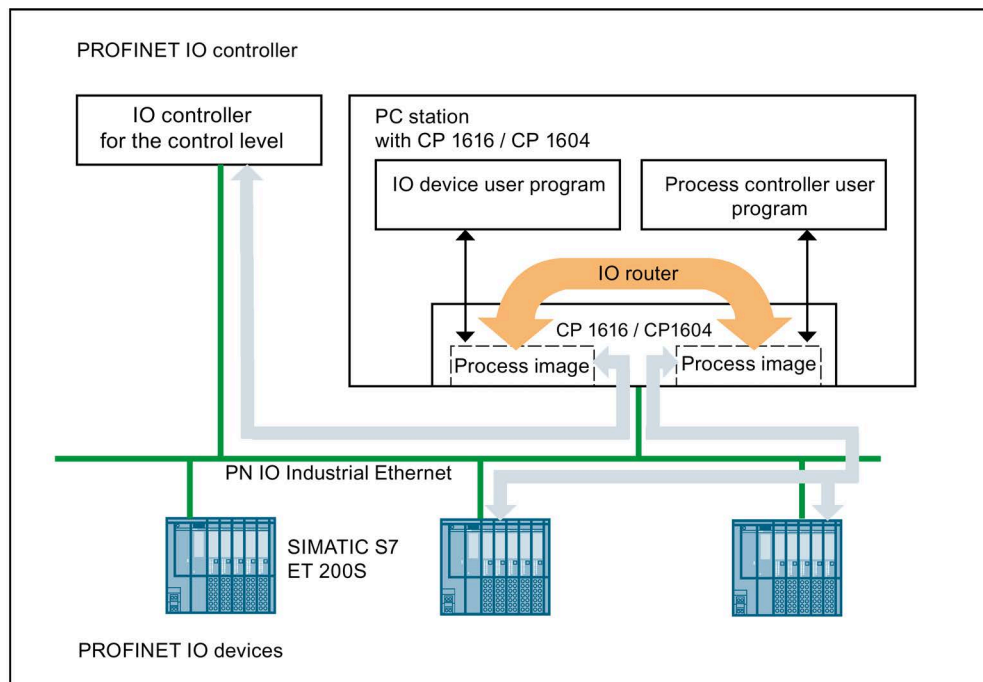 PROFINET IO controller
IO controller
for the control level
PC station
with CP 1616 / CP 1604
IO device user program
Process controller user
program
IO router
CP 1616 / CP1604
Process image
Process image
PN IO Industrial Ethernet
SIMATIC S7
ET 200S
PROFINET IO devices